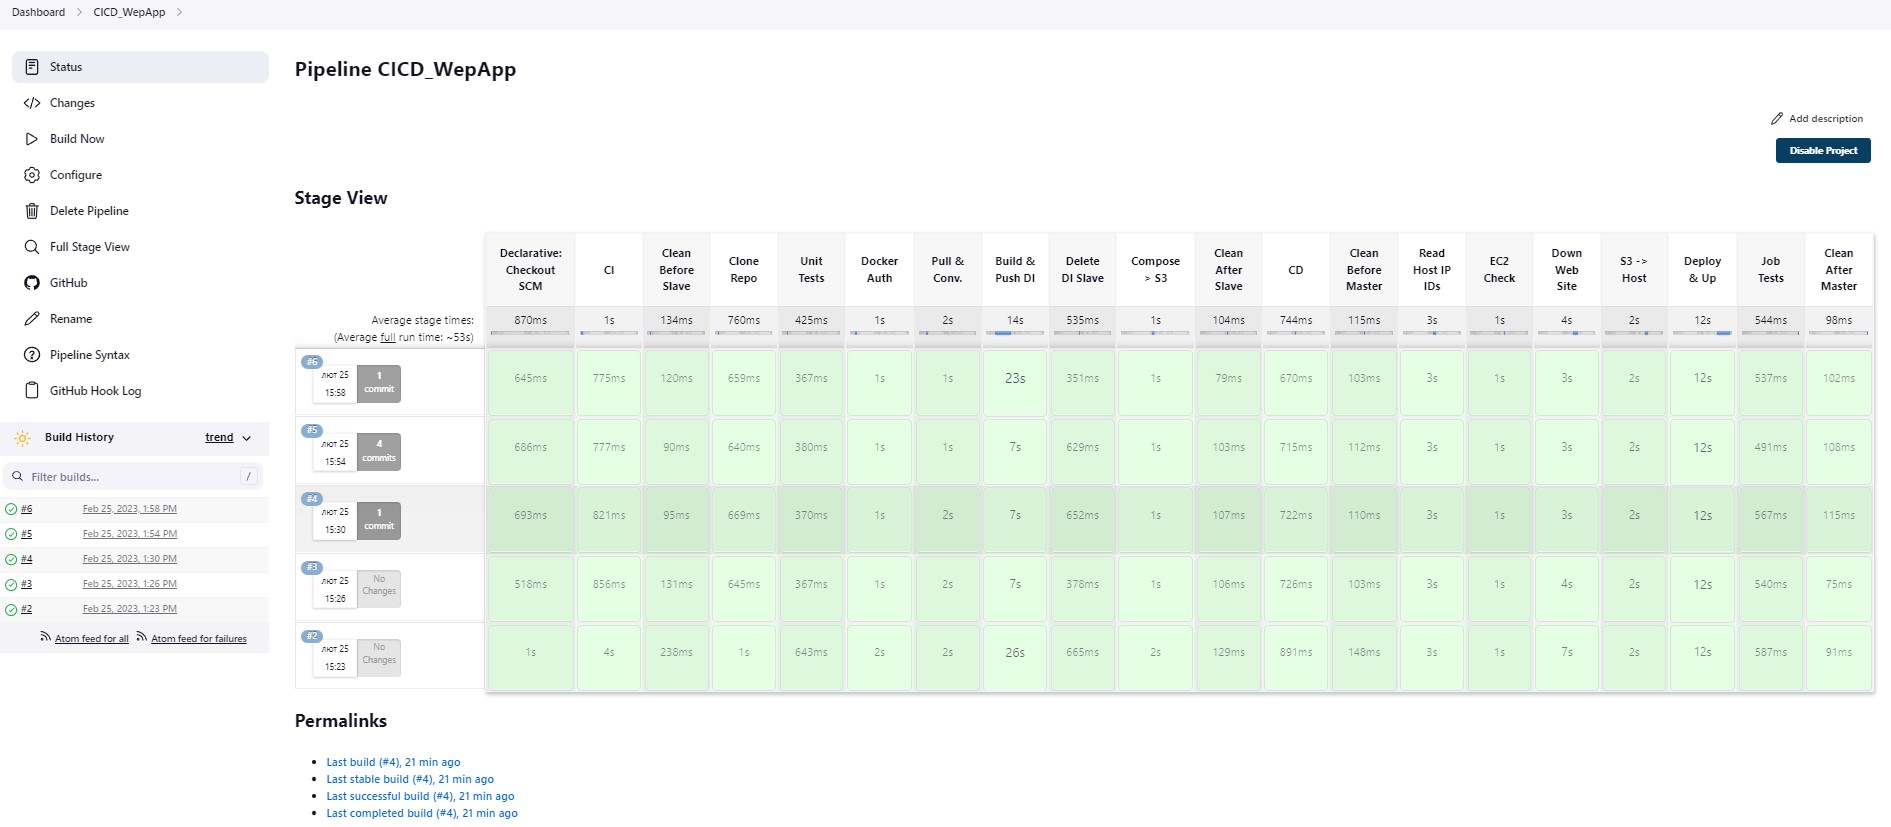 Dashboard > CICD_WepApp >
Status
Changes
Build Now
Configure
Delete Pipeline
Full Stage View
GitHub
Rename
Pipeline Syntax
GitHub Hook Log
Build History trend
Filter builds... /
#6 Feb 25, 2023, 1:58 PM
#5 Feb 25, 2023, 1:54 PM
#4 Feb 25, 2023, 1:30 PM
#3 Feb 25, 2023, 1:26 PM
#2 Feb 25, 2023, 1:23 PM
Atom feed for all Atom feed for failures
Pipeline CICD_WepApp
Add description
Disable Project
Stage View
Declarative:
Checkout
SCM
CI
Clean
Before
Slave
Clone
Repo
Unit
Tests
Docker
Auth
Pull &
Conv.
Build &
Push DI
Delete
DI Slave
Compose
> S3
Clean
After
Slave
CD
Clean
Before
Master
Read
Host IP
IDs
EC2
Check
Down
Web
Site
S3 ->
Host
Deploy
& Up
Job
Tests
Clean
After
Master
Average stage times:
(Average full run time: ~53s)
870ms 1s 134ms 760ms 425ms 1s 2s 14s 535ms 1s 104ms 744ms 115ms 3s 1s 4s 2s 12s 544ms 98ms
#6
лют 25
15:58
1
commit
645ms 775ms 120ms 659ms 367ms 1s 1s 23s 351ms 1s 79ms 670ms 103ms 3s 1s 3s 2s 12s 537ms 102ms
#5
лют 25
15:54
4
commits
686ms 777ms 90ms 640ms 380ms 1s 1s 7s 629ms 1s 103ms 715ms 112ms 3s 1s 3s 2s 12s 491ms 108ms
#4
лют 25
15:30
1
commit
693ms 821ms 95ms 669ms 370ms 1s 2s 7s 652ms 1s 107ms 722ms 110ms 3s 1s 3s 2s 12s 567ms 115ms
#3
лют 25
15:26
No
Changes
518ms 856ms 131ms 645ms 367ms 1s 2s 7s 378ms 1s 106ms 726ms 103ms 3s 1s 4s 2s 12s 540ms 75ms
#2
лют 25
15:23
No
Changes
1s 4s 238ms 1s 643ms 2s 2s 26s 665ms 2s 129ms 891ms 148ms 3s 1s 7s 2s 12s 587ms 91ms
Permalinks
Last build (#4), 21 min ago
Last stable build (#4), 21 min ago
Last successful build (#4), 21 min ago
Last completed build (#4), 21 min ago